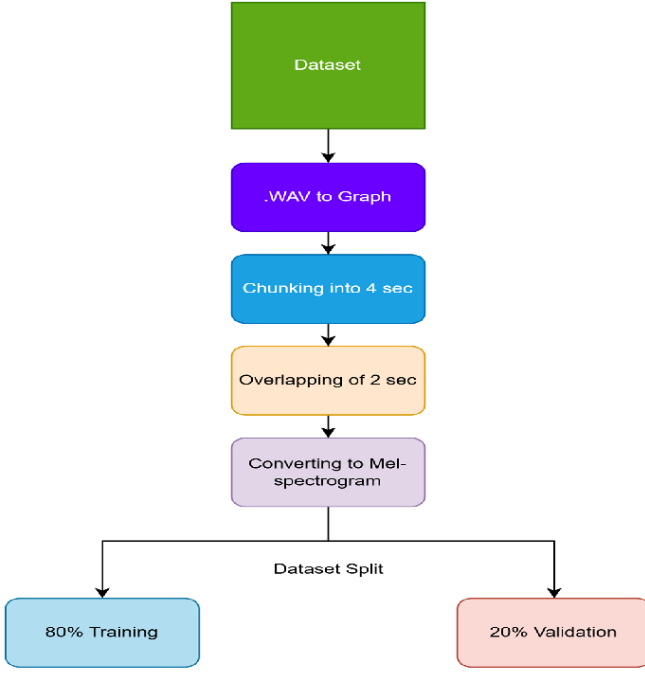 Dataset
.WAV to Graph
Chunking into 4 sec
Overlapping of 2 sec
Converting to Mel-
spectrogram
Dataset Split
80% Training
20% Validation